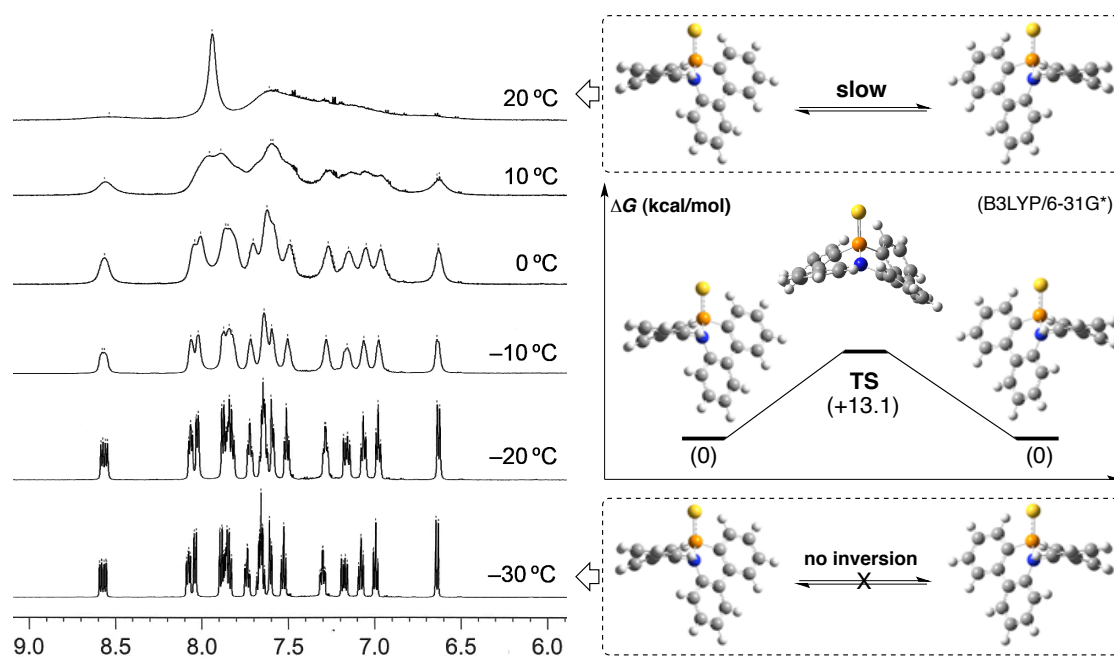 20 ºC
10 ºC
0 ºC
–10 ºC
–20 ºC
–30 ºC
9.0 8.5 8.0 7.5 7.0 6.5 6.0
slow
ΔG (kcal/mol)
(B3LYP/6-31G*)
TS
(+13.1)
(0)
(0)
no inversion
X